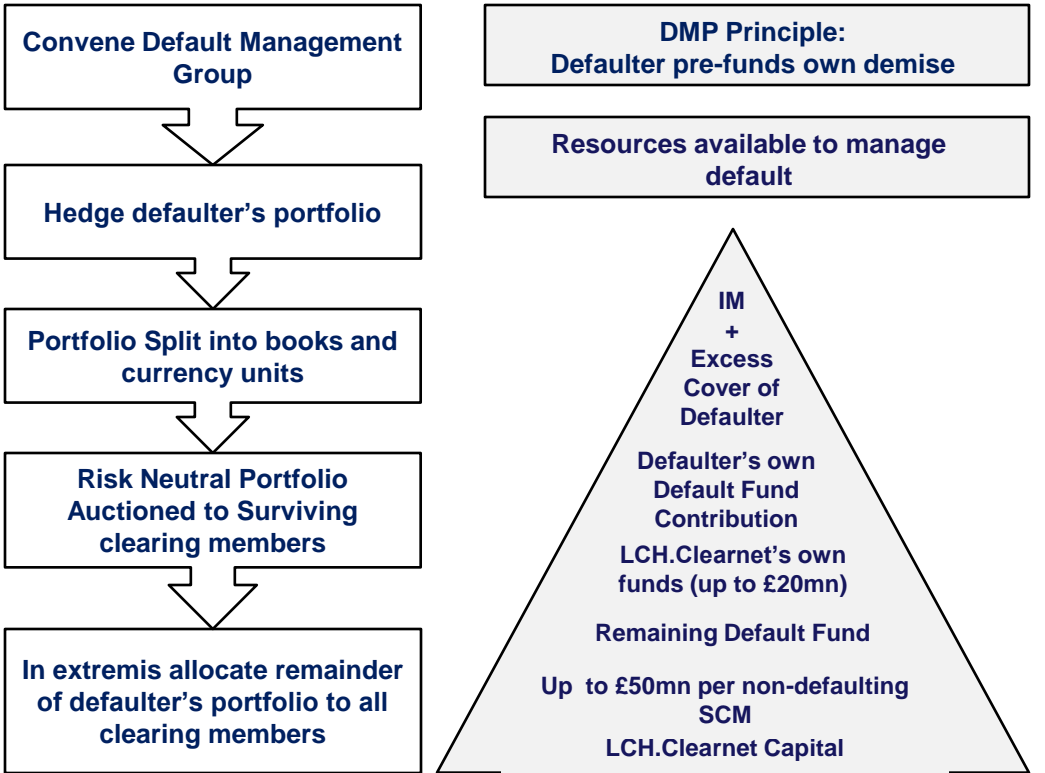 Convene Default Management
Group
Hedge defaulter's portfolio
Portfolio Split into books and
currency units
Risk Neutral Portfolio
Auctioned to Surviving
clearing members
In extremis allocate remainder
of defaulter's portfolio to all
clearing members
DMP Principle:
Defaulter pre-funds own demise
Resources available to manage
default
IM
+
Excess
Cover of
Defaulter
Defaulter's own
Default Fund
Contribution
LCH.Clearnet's own
funds (up to £20mn)
Remaining Default Fund
Up to £50mn per non-defaulting
SCM
LCH.Clearnet Capital